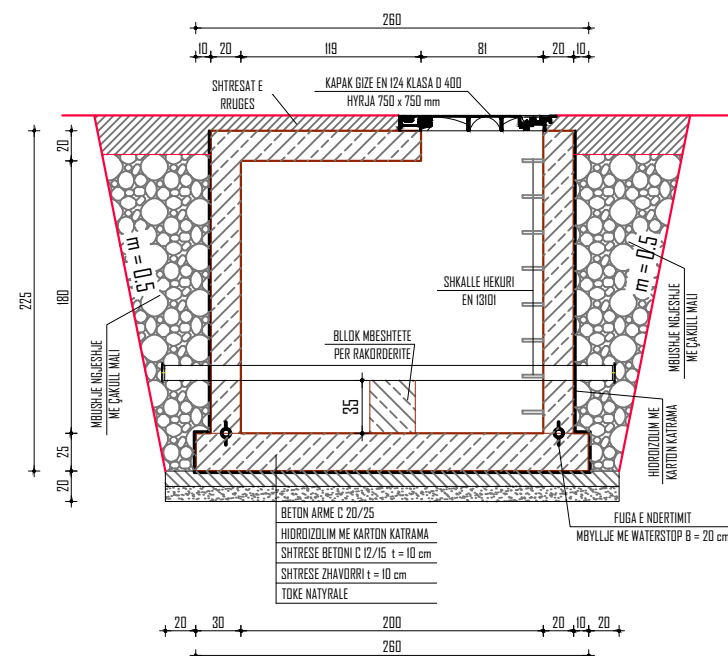 260
10 20 119 81 20 10
SHTRESAT E
RRUGES
KAPAK GIZE EN 124 KLASA D 400
HYRJA 750 x 750 mm
20
225
180
25
20
m = 0.5
m = 0.5
MBUSHJE NGJESHJE
ME ÇAKULL MALI
MBUSHJE NGJESHJE
ME ÇAKULL MALI
SHKALLE HEKURI
EN 13101
BLLOK MBESHTETE
PER RAKORDERITE
35
HIDROIZOLIM ME
KARTON KATRAMA
BETON ARME C 20/25
HIDROIZOLIM ME KARTON KATRAMA
SHTRESE BETONI C 12/15 t = 10 cm
SHTRESE ZHAVORRI t = 10 cm
TOKE NATYRALE
FUGA E NDERTIMIT
MBYLLJE ME WATERSTOP B = 20 cm
20 30 200 20 10 20
260